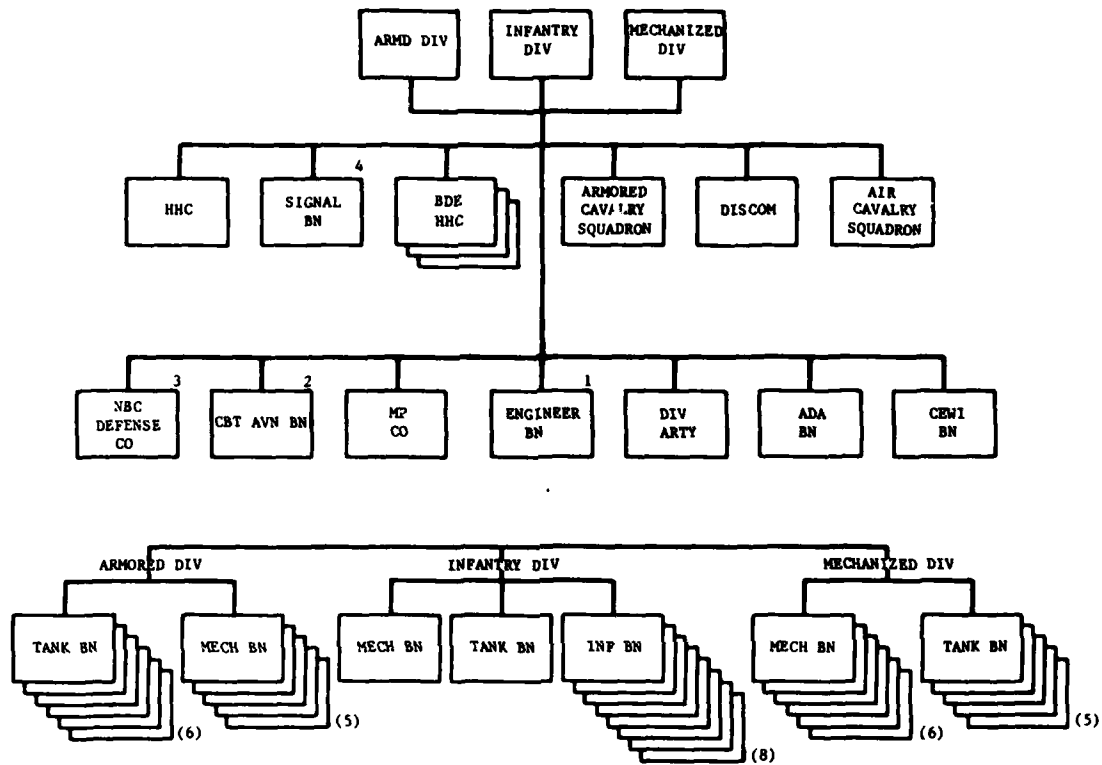 ARMD DIV
INFANTRY
DIV
MECHANIZED
DIV
HHC
4
SIGNAL
BN
BDE
HHC
ARMORED
CAVALRY
SQUADRON
DISCOM
AIR
CAVALRY
SQUADRON
3
NBC
DEFENSE
CO
2
CBT AVN BN
MP
CO
1
ENGINEER
BN
DIV
ARTY
ADA
BN
CEWI
BN
ARMORED DIV
INFANTRY DIV
MECHANIZED DIV
TANK BN
(6)
MECH BN
(5)
MECH BN
TANK BN
INF BN
(8)
MECH BN
(6)
TANK BN
(5)